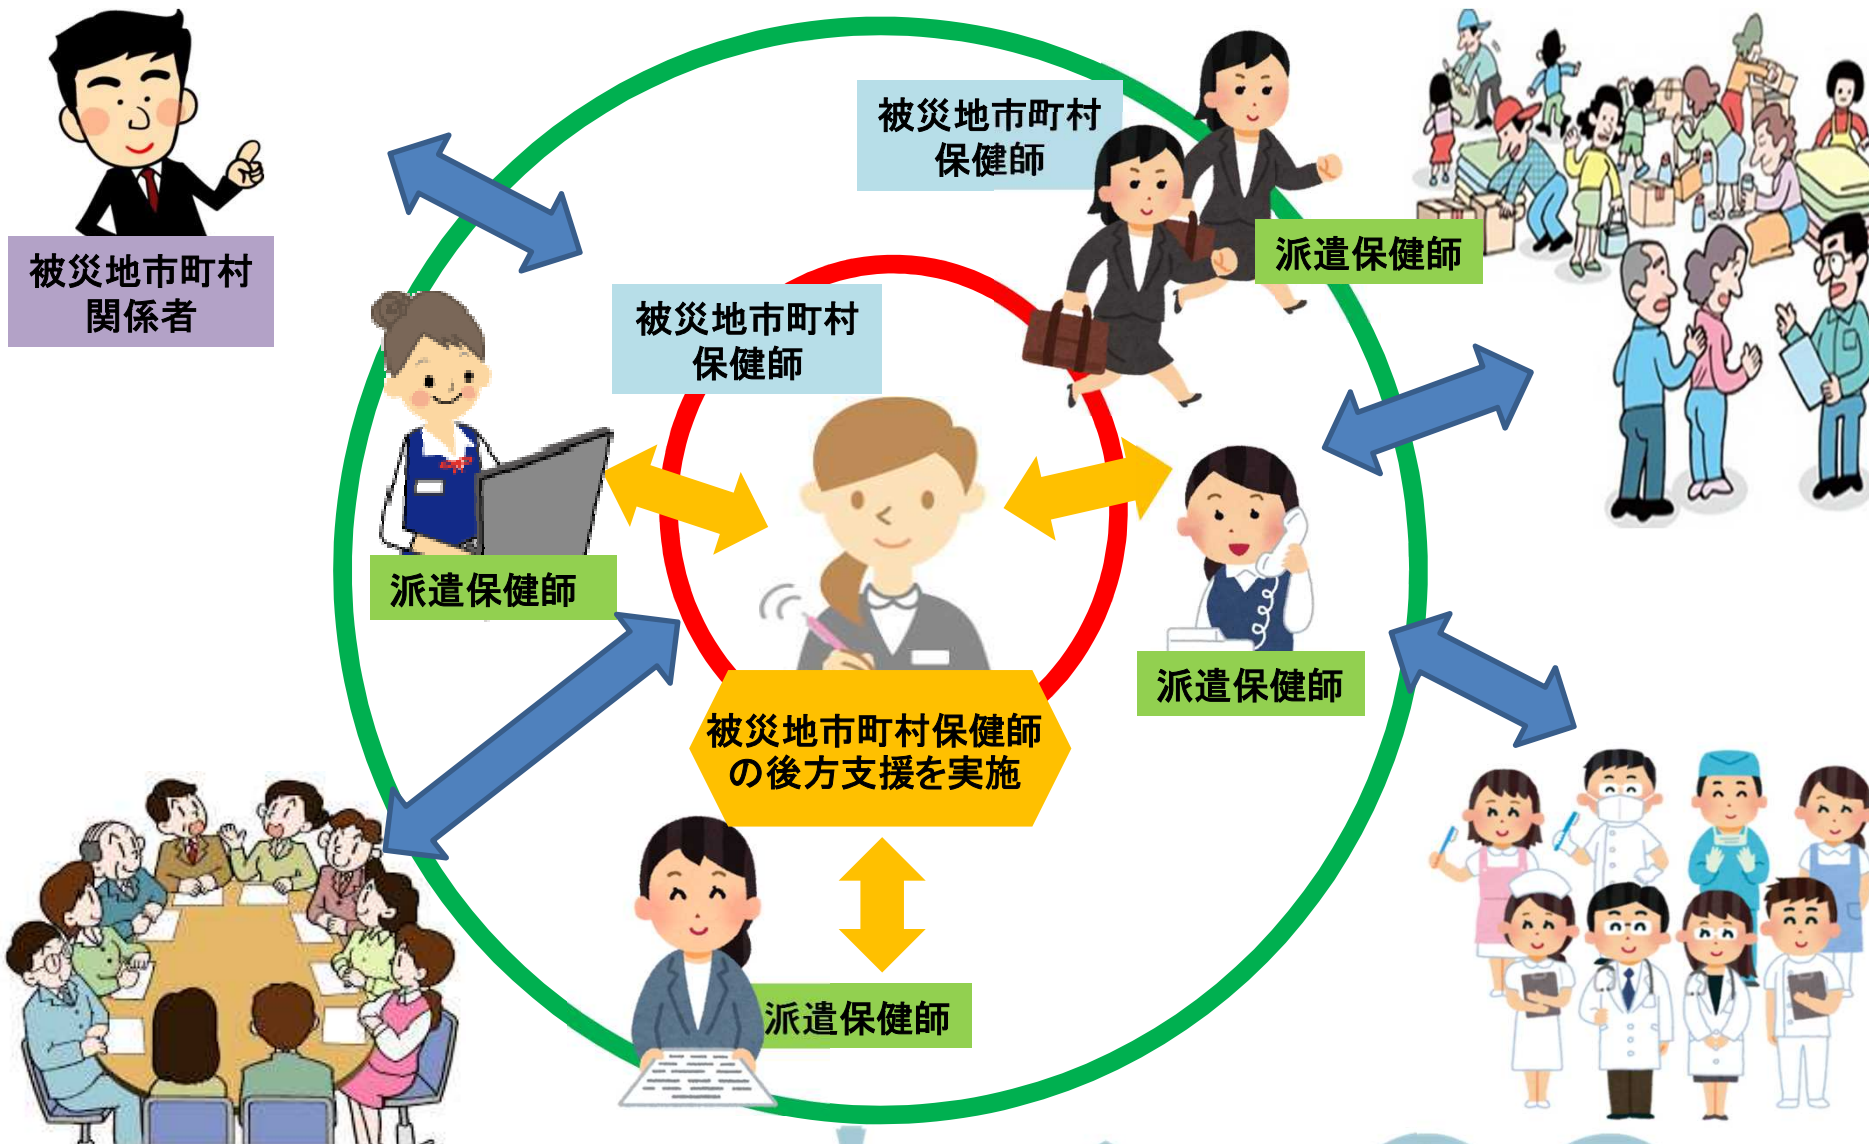 被災地市町村
保健師
派遣保健師
被災地市町村
関係者
被災地市町村
保健師
派遣保健師
派遣保健師
被災地市町村保健師
の後方支援を実施
派遣保健師